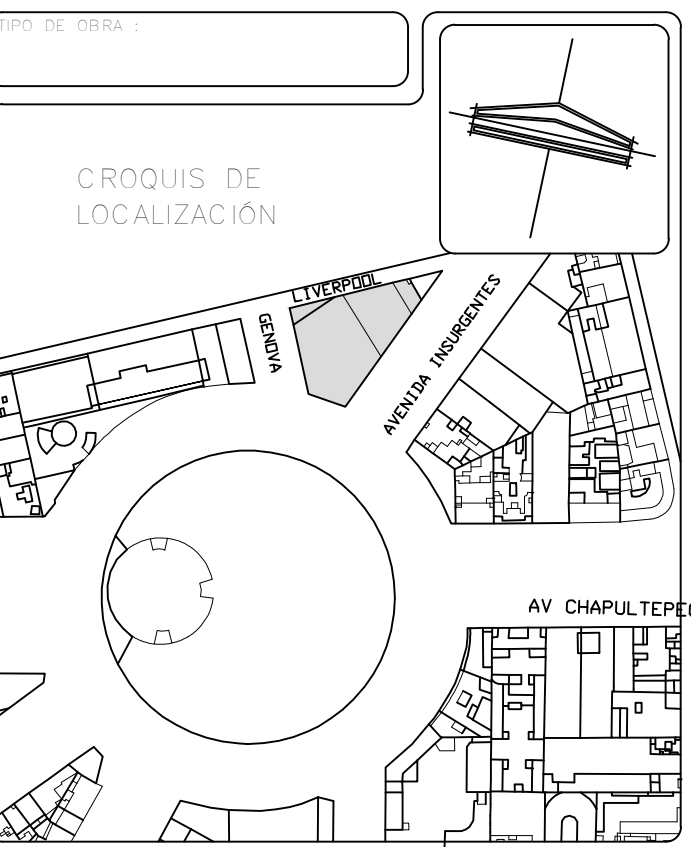 TIPO DE OBRA :
CROQUIS DE
LOCALIZACIÓN
LIVERPOOL
GENOVA
AVENIDA INSURGENTES
AV CHAPULTEPEC